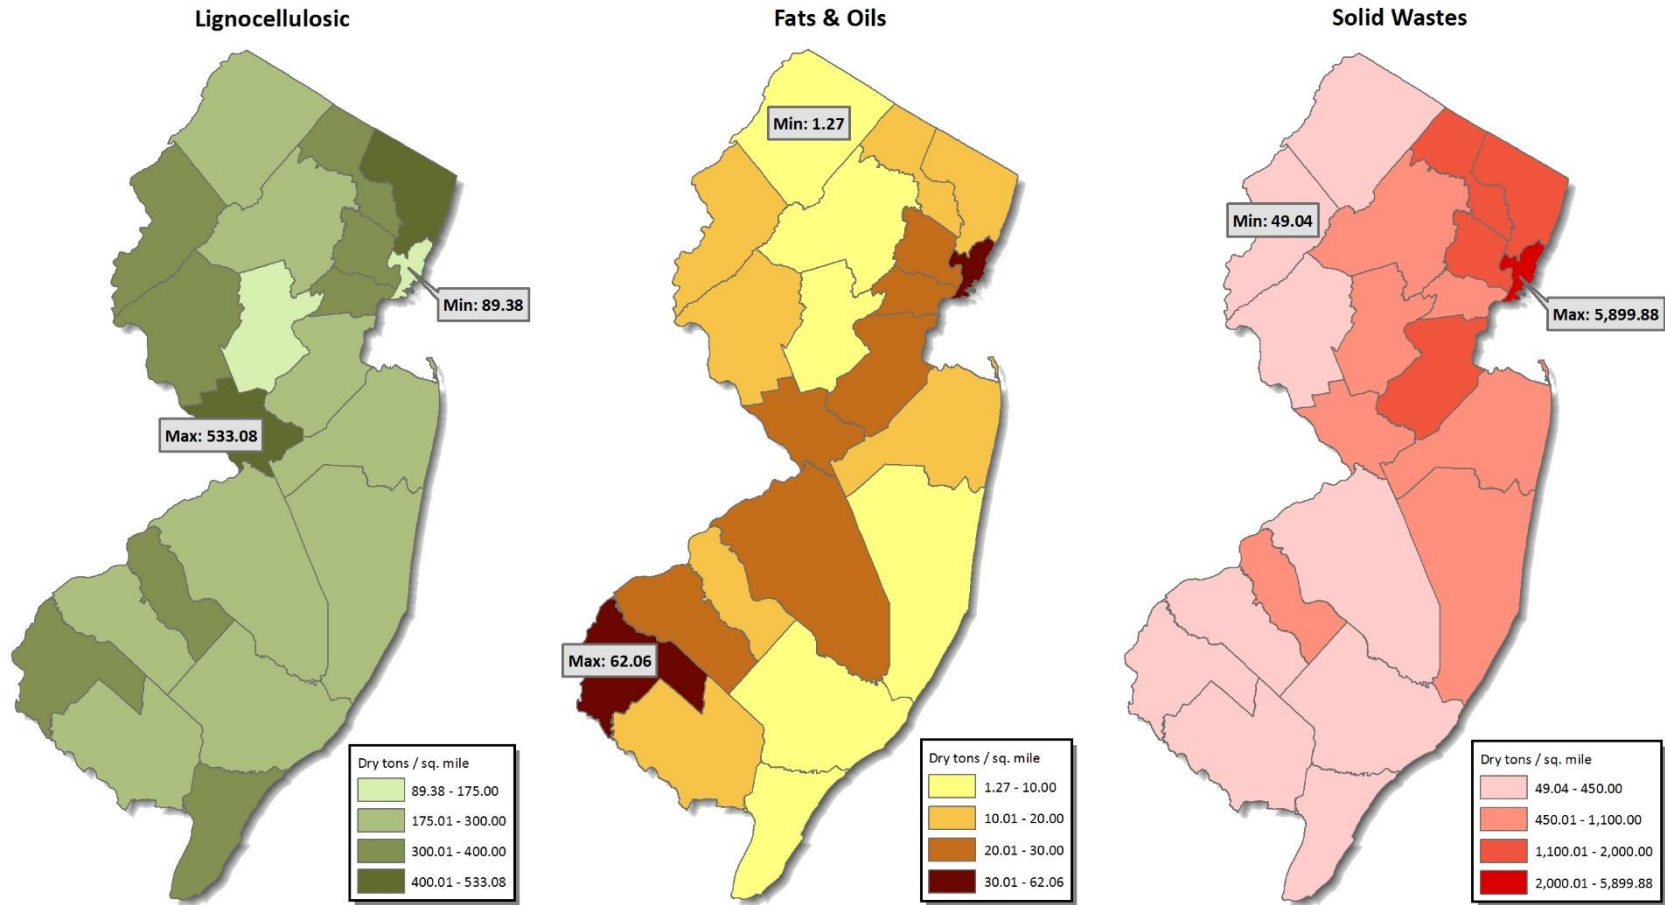 Lignocellulosic
Min: 89.38
Max: 533.08
Dry tons / sq. mile
89.38 - 175.00
175.01 - 300.00
300.01 - 400.00
400.01 - 533.08
Fats & Oils
Min: 1.27
Max: 62.06
Dry tons / sq. mile
1.27 - 10.00
10.01 - 20.00
20.01 - 30.00
30.01 - 62.06
Solid Wastes
Min: 49.04
Max: 5,899.88
Dry tons / sq. mile
49.04 - 450.00
450.01 - 1,100.00
1,100.01 - 2,000.00
2,000.01 - 5,899.88